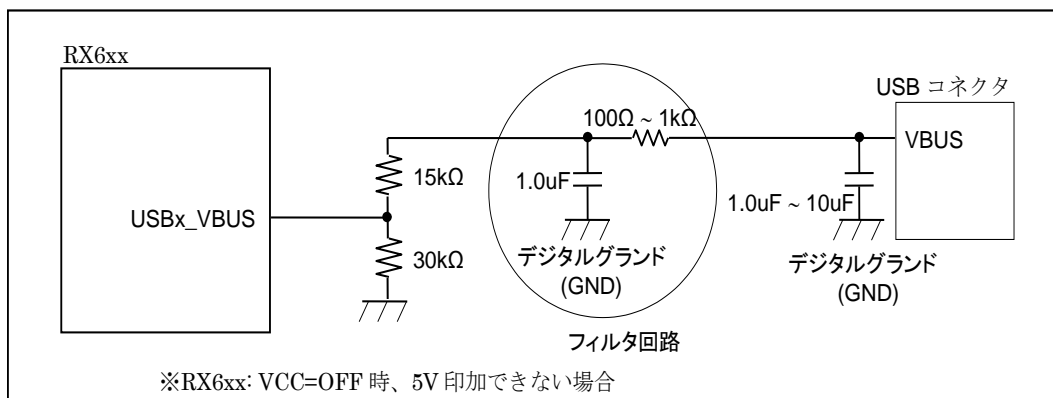 RX6xx
USBx_VBUS
15kΩ
30kΩ
100Ω ~ 1kΩ
1.0uF
デジタルグランド
(GND)
フィルタ回路
USB コネクタ
VBUS
1.0uF ~ 10uF
デジタルグランド
(GND)
※RX6xx: VCC=OFF 時、5V 印加できない場合